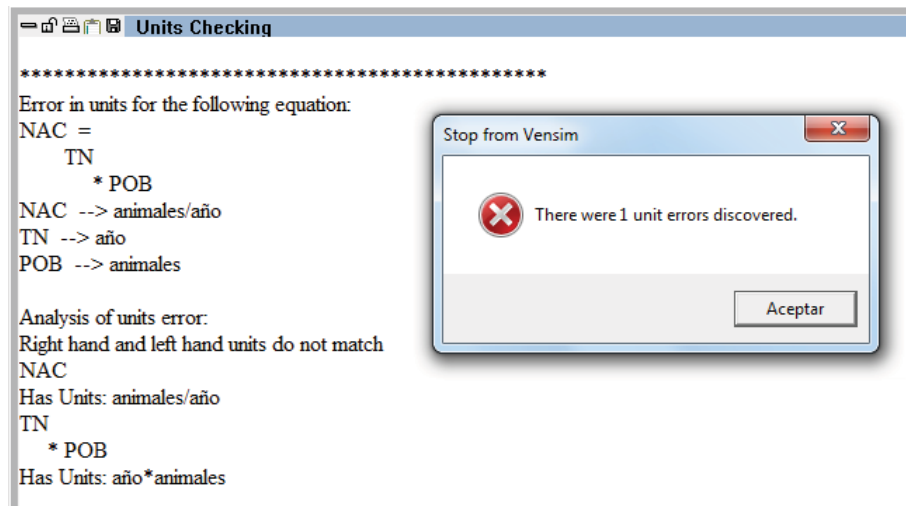 Units Checking
***********************************************
Error in units for the following equation:
NAC =
TN
* POB
NAC --> animales/año
TN --> año
POB --> animales
Analysis of units error:
Right hand and left hand units do not match
NAC
Has Units: animales/año
TN
* POB
Has Units: año*animales
Stop from Vensim
There were 1 unit errors discovered.
Aceptar